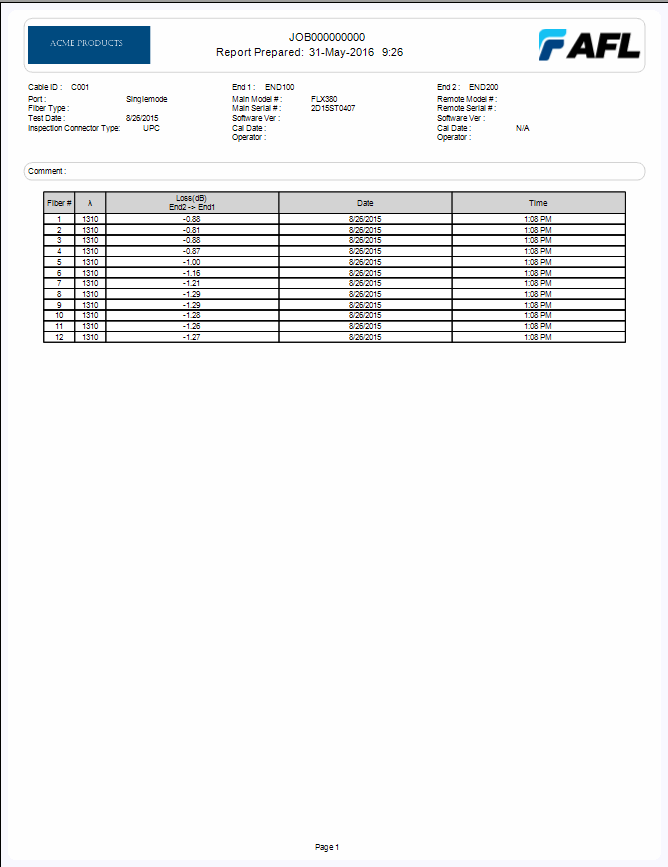 ACME PRODUCTS
JOB000000000
Report Prepared: 31-May-2016 9:26
AFL
Cable ID : C001
End 1 : END100
End 2 : END200
Port : Singlemode
Main Model # : FLX380
Remote Model # :
Fiber Type :
Main Serial # : 2D15ST0407
Remote Serial # :
Test Date : 8/26/2015
Software Ver :
Software Ver :
Inspection Connector Type: UPC
Cal Date :
Cal Date : N/A
Operator :
Operator :
Comment :
Fiber # λ Loss(dB) Date Time
End2 -> End1
1 1310 -0.88 8/26/2015 1:08 PM
2 1310 -0.81 8/26/2015 1:08 PM
3 1310 -0.88 8/26/2015 1:08 PM
4 1310 -0.87 8/26/2015 1:08 PM
5 1310 -1.00 8/26/2015 1:08 PM
6 1310 -1.16 8/26/2015 1:08 PM
7 1310 -1.21 8/26/2015 1:08 PM
8 1310 -1.29 8/26/2015 1:08 PM
9 1310 -1.29 8/26/2015 1:08 PM
10 1310 -1.28 8/26/2015 1:08 PM
11 1310 -1.26 8/26/2015 1:08 PM
12 1310 -1.27 8/26/2015 1:08 PM
Page 1